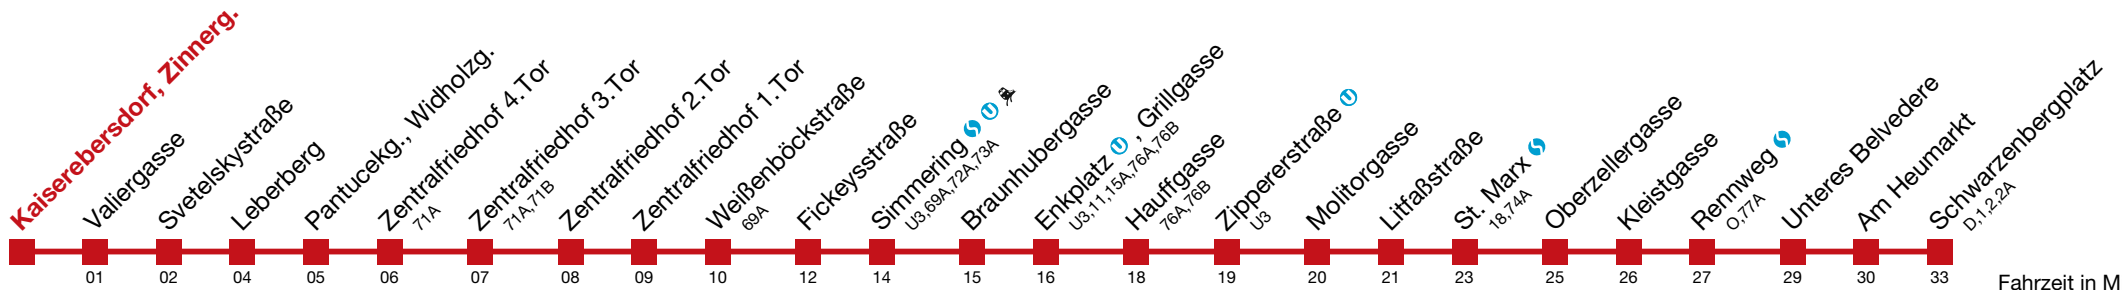 Kaiserebersdorf, Zinnerg.
Valiergasse
01
Svetelskystraße
02
Leberberg
04
Pantucekg., Widholzg.
05
Zentralfriedhof 4.Tor
71A
06
Zentralfriedhof 3.Tor
71A,71B
07
Zentralfriedhof 2.Tor
08
Zentralfriedhof 1.Tor
09
Weißenböckstraße
69A
10
Fickeysstraße
12
Simmering S U
U3,69A,72A,73A
14
Braunhubergasse
15
Enkplatz U , Grillgasse
U3,11,15A,76A,76B
16
Hauffgasse
76A,76B
18
Zippererstraße U
U3
19
Molitorgasse
20
Litfaßstraße
21
St. Marx S
18,74A
23
Oberzellergasse
25
Kleistgasse
26
Rennweg S
O,77A
27
Unteres Belvedere
29
Am Heumarkt
30
Schwarzenbergplatz
D,1,2,2A
33
Fahrzeit in M